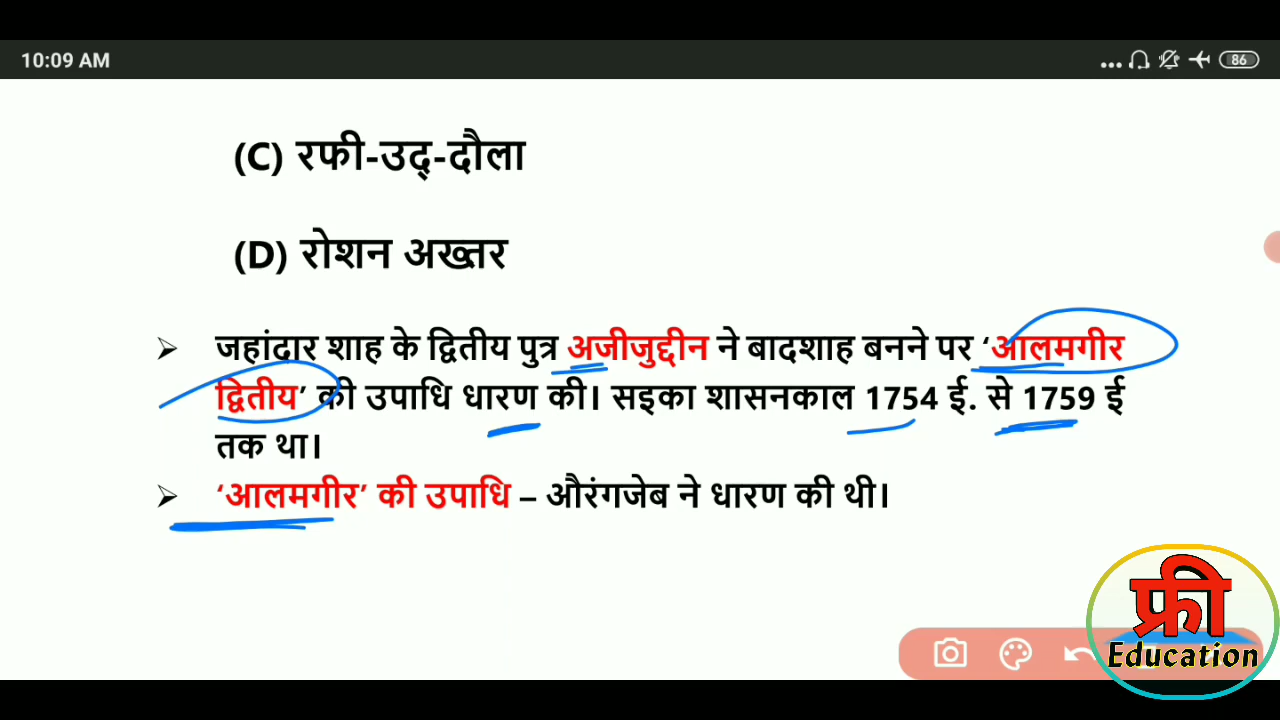 10:09 AM
86
(C) रफी-उद्-दौला
(D) रोशन अख्तर
➢ जहांदार शाह के द्वितीय पुत्र अजीजुद्दीन ने बादशाह बनने पर ‘आलमगीर
द्वितीय’ की उपाधि धारण की। सइका शासनकाल 1754 ई. से 1759 ई
तक था।
➢ ‘आलमगीर’ की उपाधि – औरंगजेब ने धारण की थी।
फ्री
Education